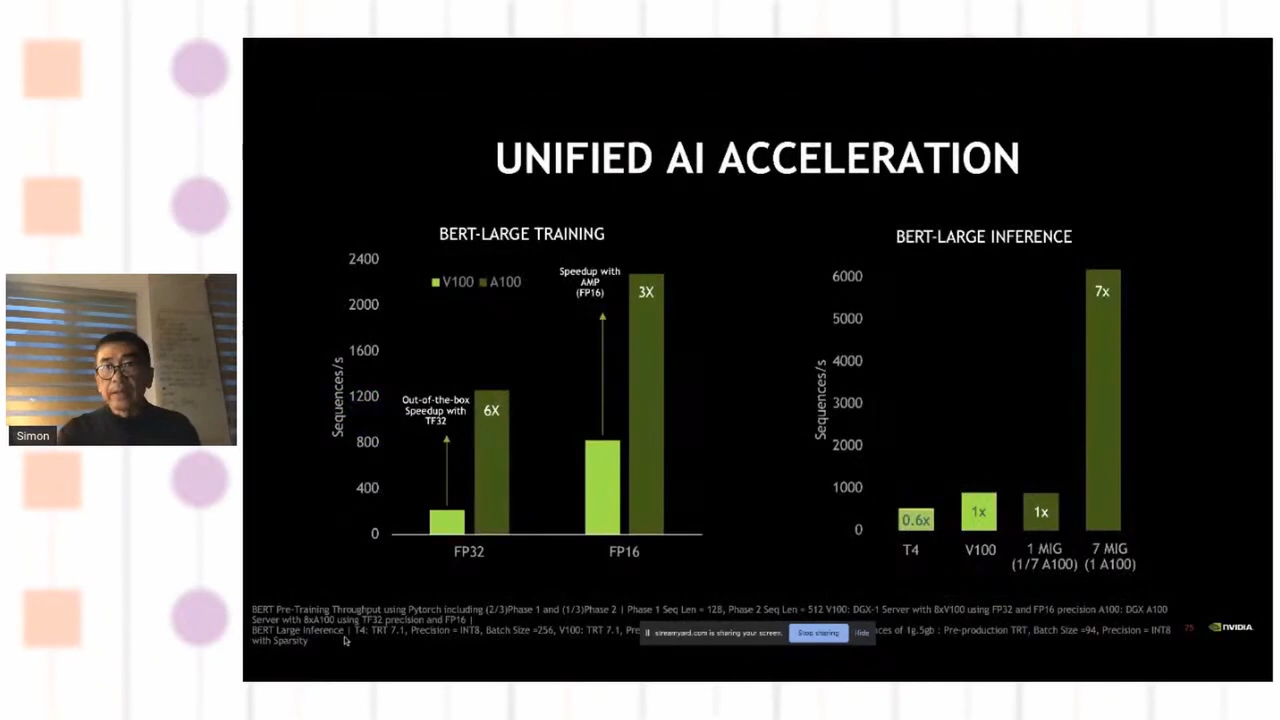 UNIFIED AI ACCELERATION
BERT-LARGE TRAINING
2400
2000
1600
1200
800
400
0
Sequences/s
V100 A100
Out-of-the-box
Speedup with
TF32
6X
Speedup with
AMP
(FP16)
3X
FP32
FP16
BERT-LARGE INFERENCE
6000
5000
4000
3000
2000
1000
0
Sequences/s
0.6x
1x
1x
7x
T4
V100
1 MIG
(1/7 A100)
7 MIG
(1 A100)
Simon
BERT Pre-Training Throughput using Pytorch including (2/3)Phase 1 and (1/3)Phase 2 | Phase 1 Seq Len = 128, Phase 2 Seq Len = 512 V100: DGX-1 Server with 8xV100 using FP32 and FP16 precision A100: DGX A100
Server with 8xA100 using TF32 precision and FP16 |
BERT Large Inference | T4: TRT 7.1, Precision = INT8, Batch Size =256, V100: TRT 7.1, Pre
of 1g.5gb : Pre-production TRT, Batch Size =94, Precision = INT8
with Sparsity
streamyard.com is sharing your screen.
Stop sharing
Hide
75
NVIDIA.